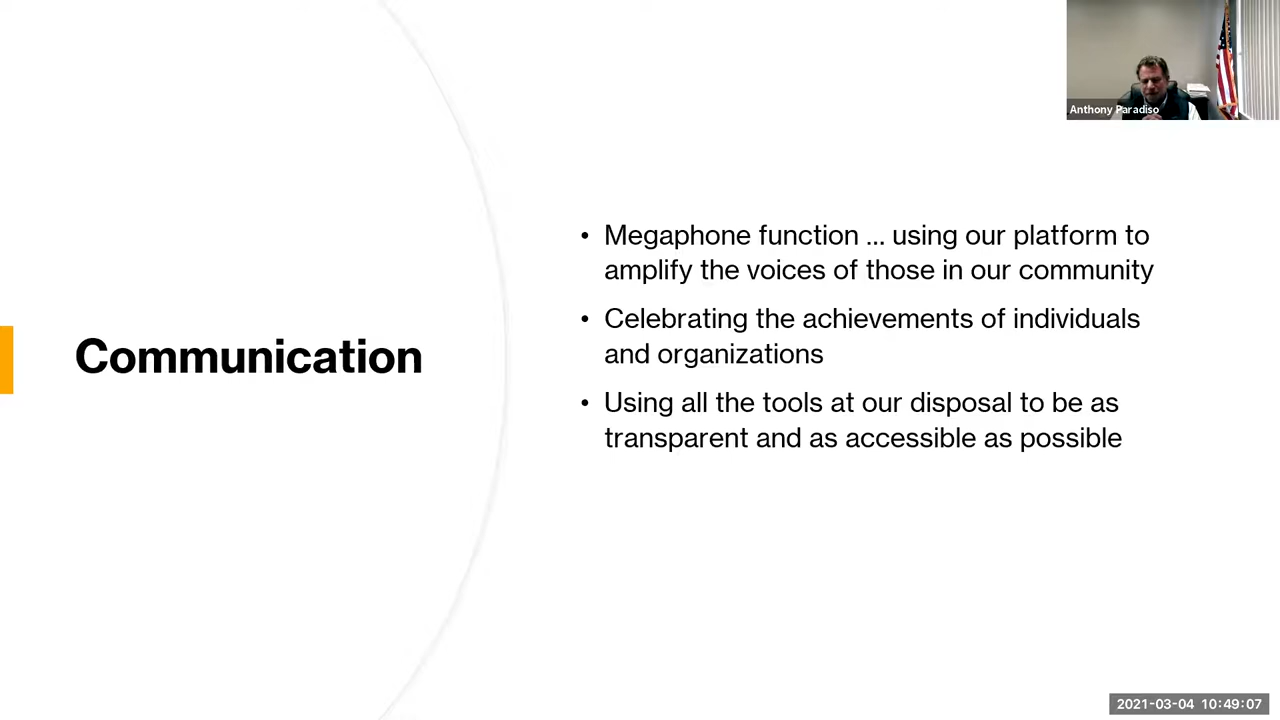 Anthony Paradiso
Communication
• Megaphone function ... using our platform to
amplify the voices of those in our community
• Celebrating the achievements of individuals
and organizations
• Using all the tools at our disposal to be as
transparent and as accessible as possible
2021-03-04 10:49:07